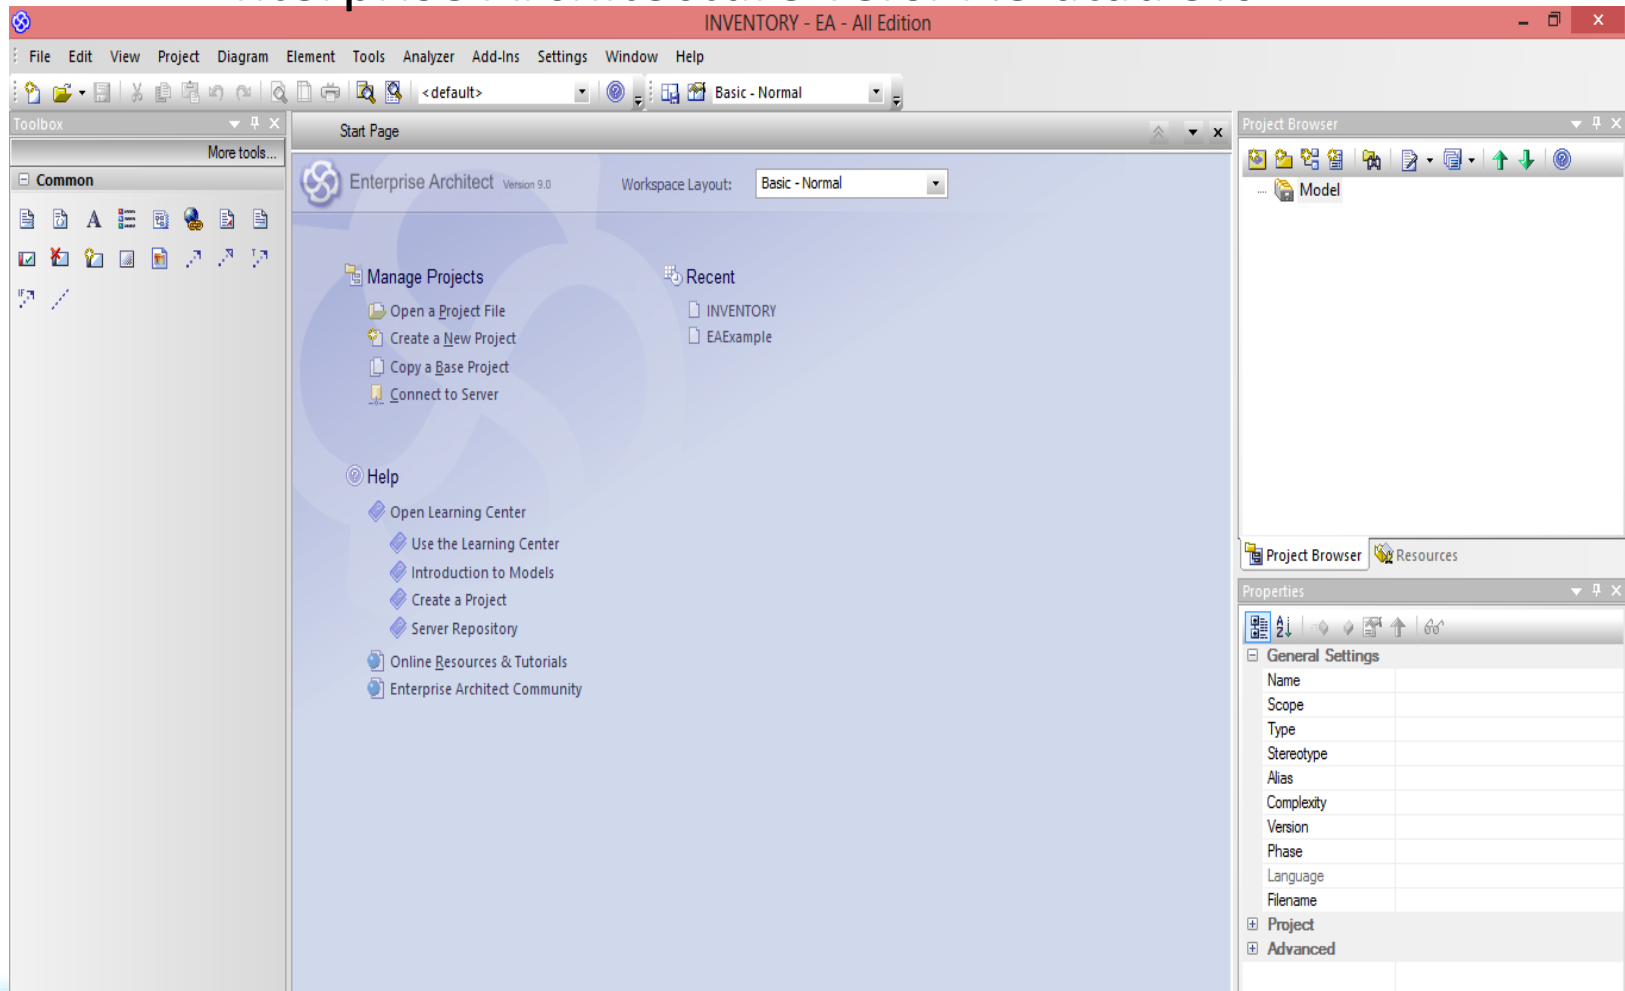 INVENTORY - EA - All Edition
File Edit View Project Diagram Element Tools Analyzer Add-Ins Settings Window Help
<default> Basic - Normal
Toolbox
More tools...
Common
Start Page
Enterprise Architect Version 9.0 Workspace Layout: Basic - Normal
Manage Projects
Open a Project File
Create a New Project
Copy a Base Project
Connect to Server
Recent
INVENTORY
EAExample
Help
Open Learning Center
Use the Learning Center
Introduction to Models
Create a Project
Server Repository
Online Resources & Tutorials
Enterprise Architect Community
Project Browser
Model
Project Browser Resources
Properties
General Settings
Name
Scope
Type
Stereotype
Alias
Complexity
Version
Phase
Language
Filename
Project
Advanced